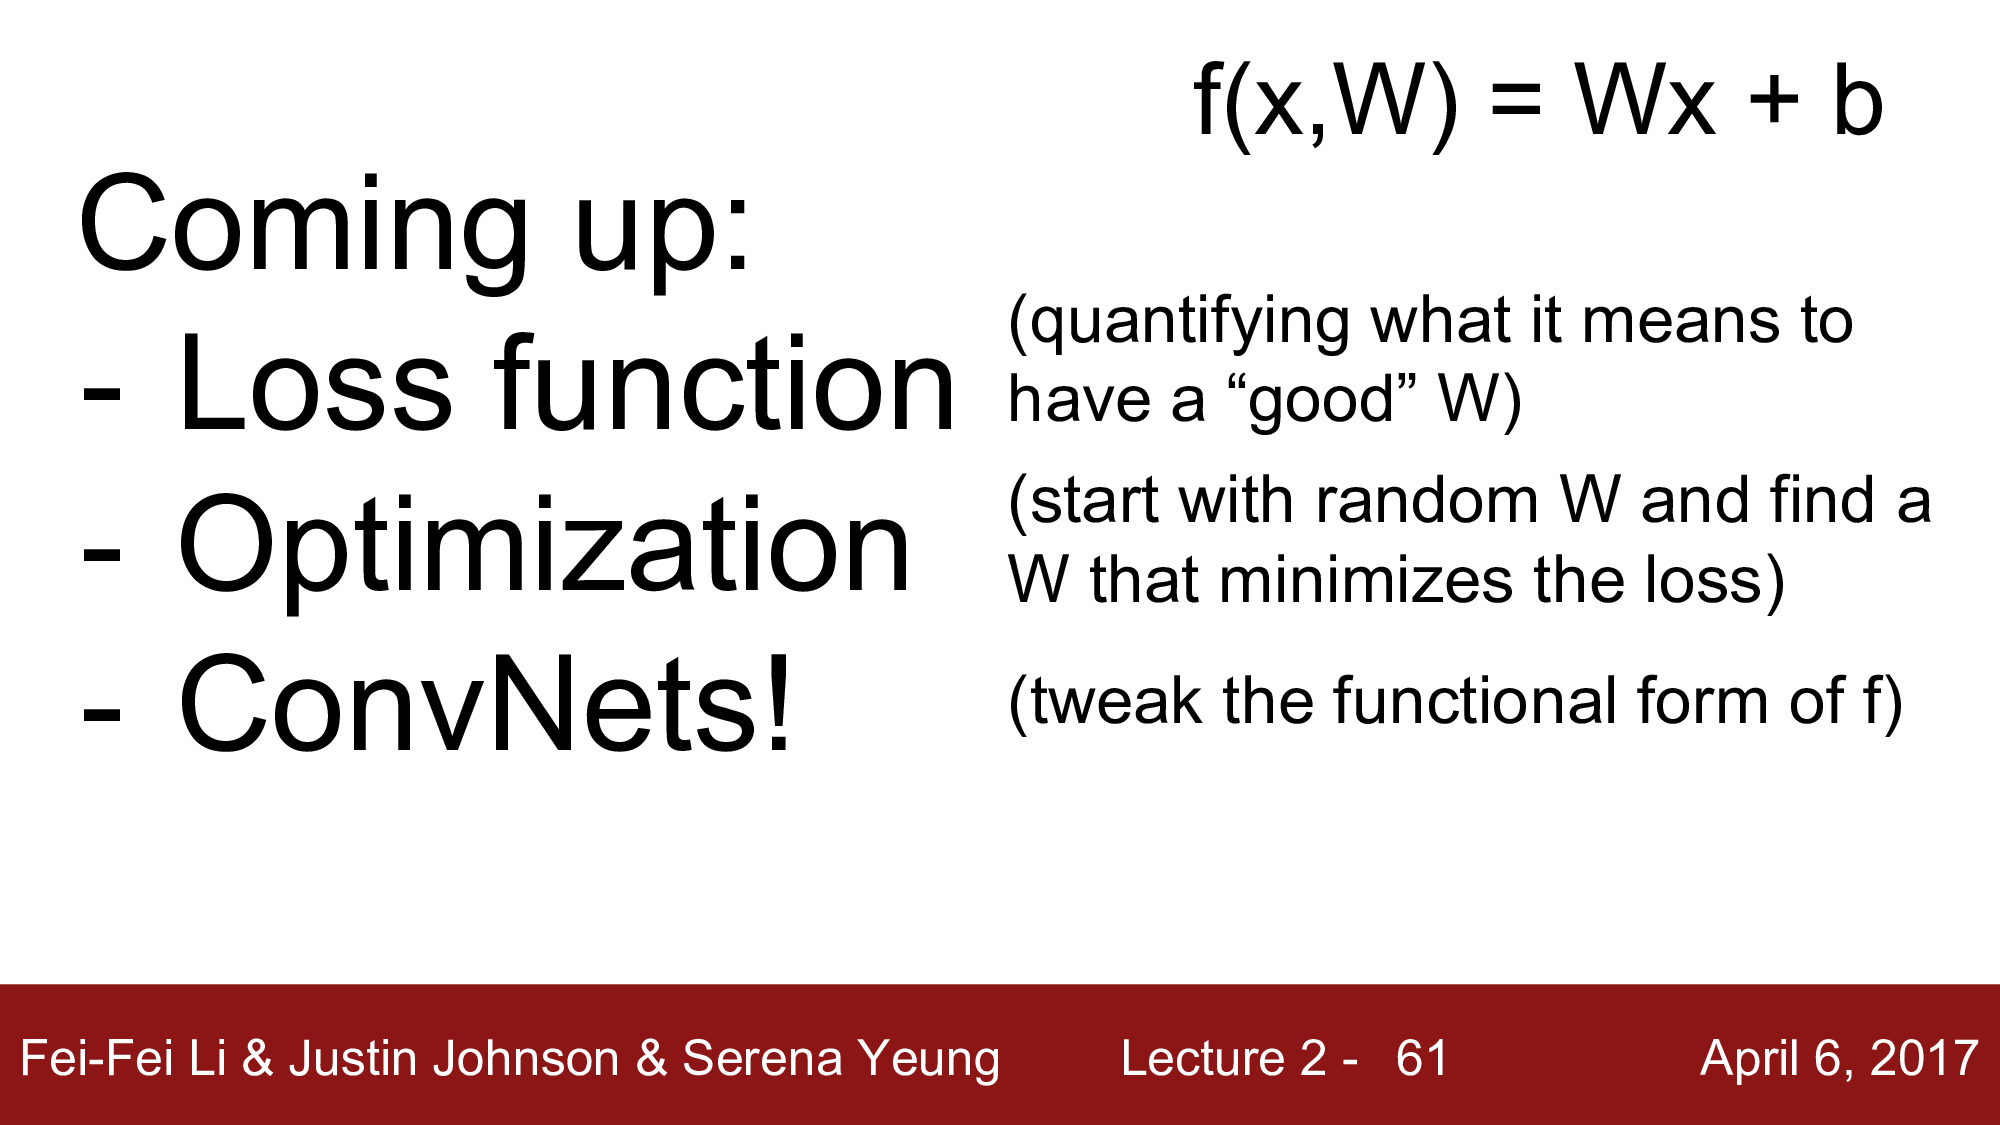 f(x,W) = Wx + b
Coming up:
- Loss function
(quantifying what it means to
have a “good” W)
- Optimization
(start with random W and find a
W that minimizes the loss)
- ConvNets!
(tweak the functional form of f)
Fei-Fei Li & Justin Johnson & Serena Yeung Lecture 2 - 61 April 6, 2017